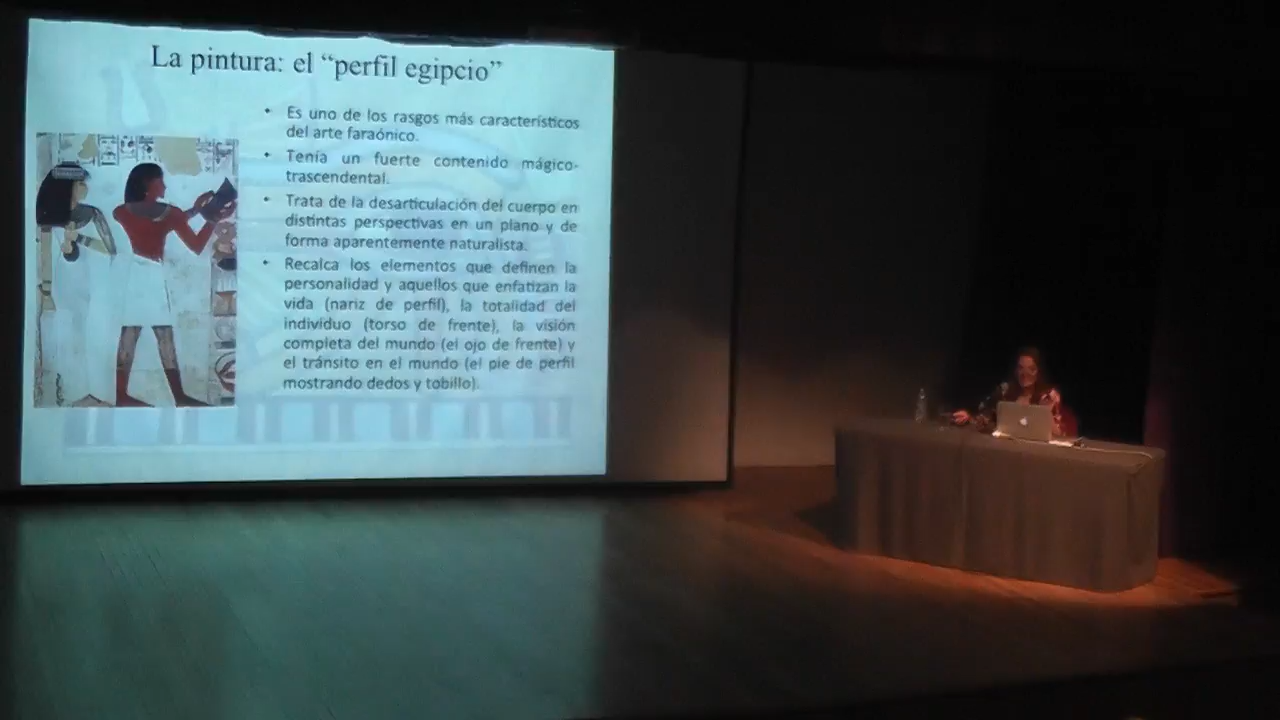 La pintura: el “perfil egipcio”
• Es uno de los rasgos más característicos
del arte faraónico.
• Tenía un fuerte contenido mágico-
trascendental.
• Trata de la desarticulación del cuerpo en
distintas perspectivas en un plano y de
forma aparentemente naturalista.
• Recalca los elementos que definen la
personalidad y aquellos que enfatizan la
vida (nariz de perfil), la totalidad del
individuo (torso de frente), la visión
completa del mundo (el ojo de frente) y
el tránsito en el mundo (el pie de perfil
mostrando dedos y tobillo).